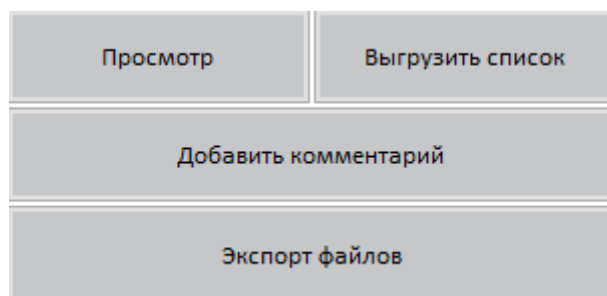 Просмотр
Выгрузить список
Добавить комментарий
Экспорт файлов